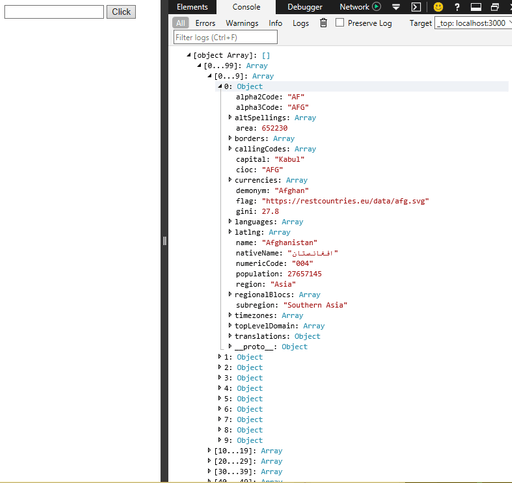 Click
Elements Console Debugger Network
All Errors Warnings Info Logs Preserve Log Target _top: localhost:3000
Filter logs (Ctrl+F)
[object Array]: []
[0...99]: Array
[0...9]: Array
0: Object
alpha2Code: "AF"
alpha3Code: "AFG"
altSpellings: Array
area: 652230
borders: Array
callingCodes: Array
capital: "Kabul"
cioc: "AFG"
currencies: Array
demonym: "Afghan"
flag: "https://restcountries.eu/data/afg.svg"
gini: 27.8
languages: Array
latlng: Array
name: "Afghanistan"
nativeName: "افغانستان"
numericCode: "004"
population: 27657145
region: "Asia"
regionalBlocs: Array
subregion: "Southern Asia"
timezones: Array
topLevelDomain: Array
translations: Object
__proto__: Object
1: Object
2: Object
3: Object
4: Object
5: Object
6: Object
7: Object
8: Object
9: Object
[10...19]: Array
[20...29]: Array
[30...39]: Array
[40...49]: Array